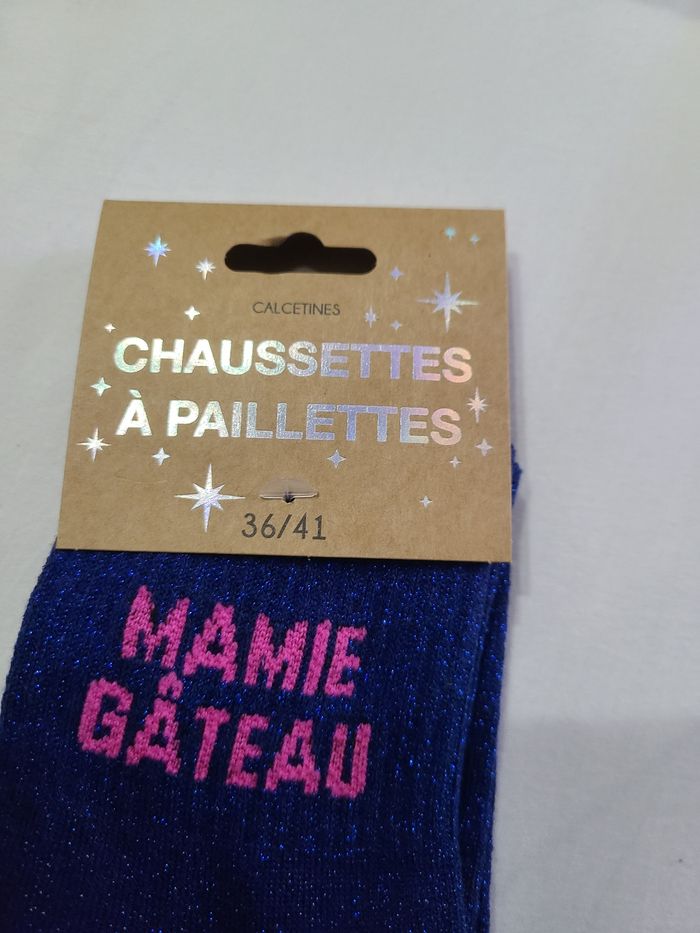 CALCETINES
CHAUSSETTES
À PAILLETTES
36/41
MAMIE
GÂTEAU